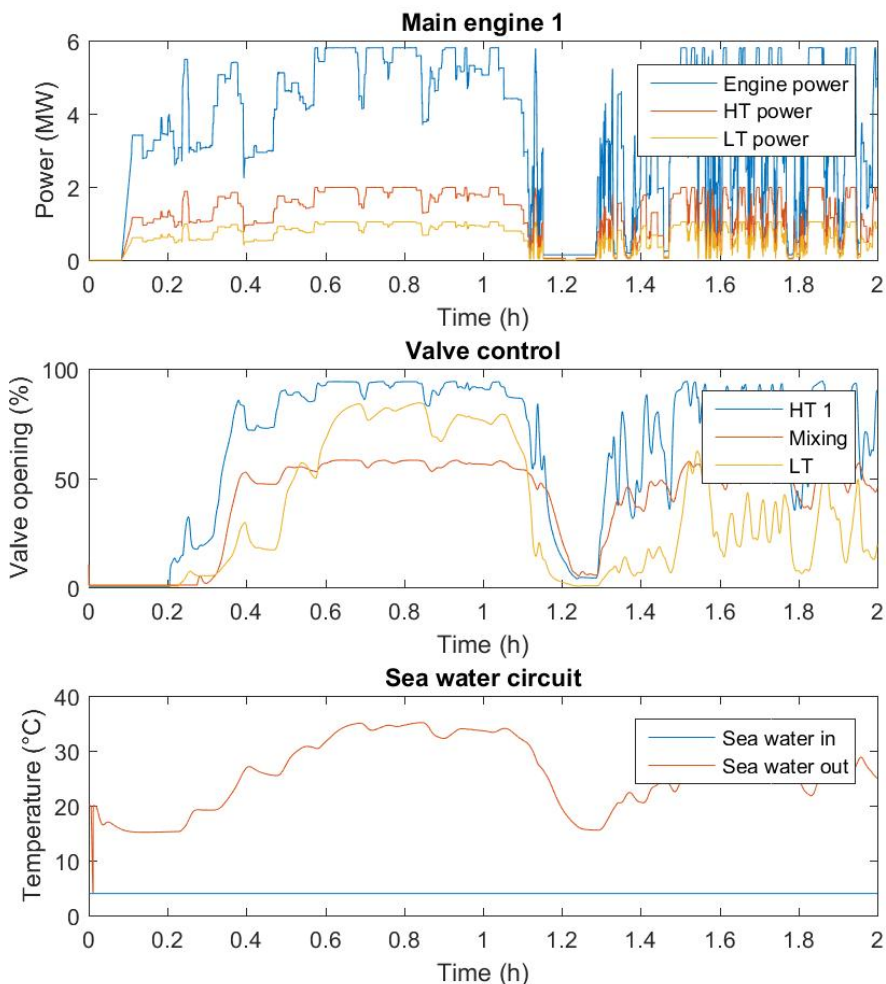 Main engine 1
Power (MW)
6
4
2
0
Engine power
HT power
LT power
0 0.2 0.4 0.6 0.8 1 1.2 1.4 1.6 1.8 2
Time (h)
Valve control
Valve opening (%)
100
50
0
HT 1
Mixing
LT
0 0.2 0.4 0.6 0.8 1 1.2 1.4 1.6 1.8 2
Time (h)
Sea water circuit
Temperature (°C)
40
30
20
10
0
Sea water in
Sea water out
0 0.2 0.4 0.6 0.8 1 1.2 1.4 1.6 1.8 2
Time (h)